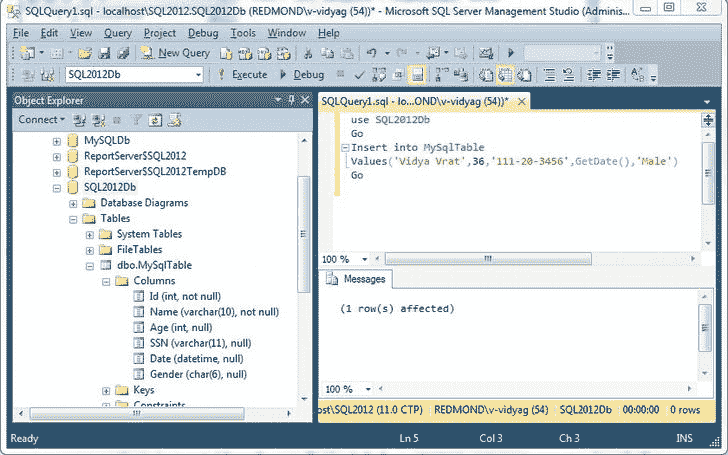 SQLQuery1.sql - localhost\SQL2012.SQL2012Db (REDMOND\v-vidyag (54))* - Microsoft SQL Server Management Studio (Adminis...
File Edit View Query Project Debug Tools Window Help
New Query
SQL2012Db Execute Debug
Object Explorer
Connect
MySQLDb
ReportServer$SQL2012
ReportServer$SQL2012TempDB
SQL2012Db
Database Diagrams
Tables
System Tables
FileTables
dbo.MySqlTable
Columns
Id (int, not null)
Name (varchar(10), not null)
Age (int, null)
SSN (varchar(11), null)
Date (datetime, null)
Gender (char(6), null)
Keys
Constraints
SQLQuery1.sql - lo...OND\v-vidyag (54))*
use SQL2012Db
Go
Insert into MySqlTable
Values('Vidya Vrat',36,'111-20-3456',GetDate(),'Male')
Go
100 %
Messages
(1 row(s) affected)
100 %
ost\SQL2012 (11.0 CTP) REDMOND\v-vidyag (54) SQL2012Db 00:00:00 0 rows
Ready Ln 5 Col 3 Ch 3 INS